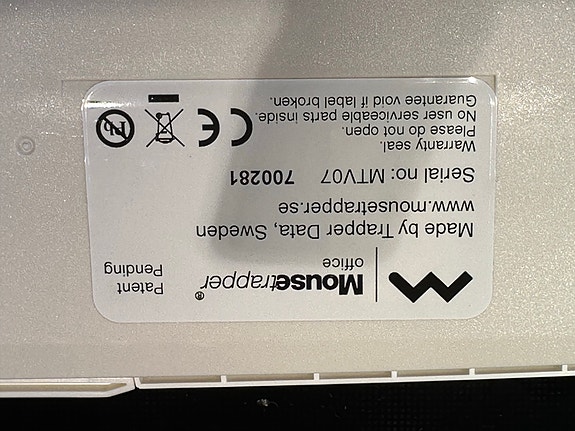 Mousetrapper®
office
Patent
Pending
Made by Trapper Data, Sweden
www.mousetrapper.se
Serial no: MTV07 700281
Warranty seal.
Please do not open.
No user serviceable parts inside.
Guarantee void if label broken.
CE
Pb